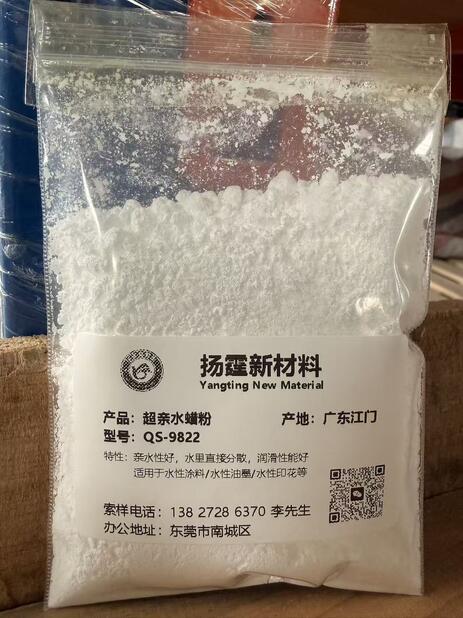 扬霆新材料
Yangting New Material
产品：超亲水蜡粉 产地：广东江门
型号：QS-9822
特性：亲水性好，水里直接分散，润滑性能好
适用于水性涂料/水性油墨/水性印花等
索样电话：138 2728 6370 李先生
办公地址：东莞市南城区